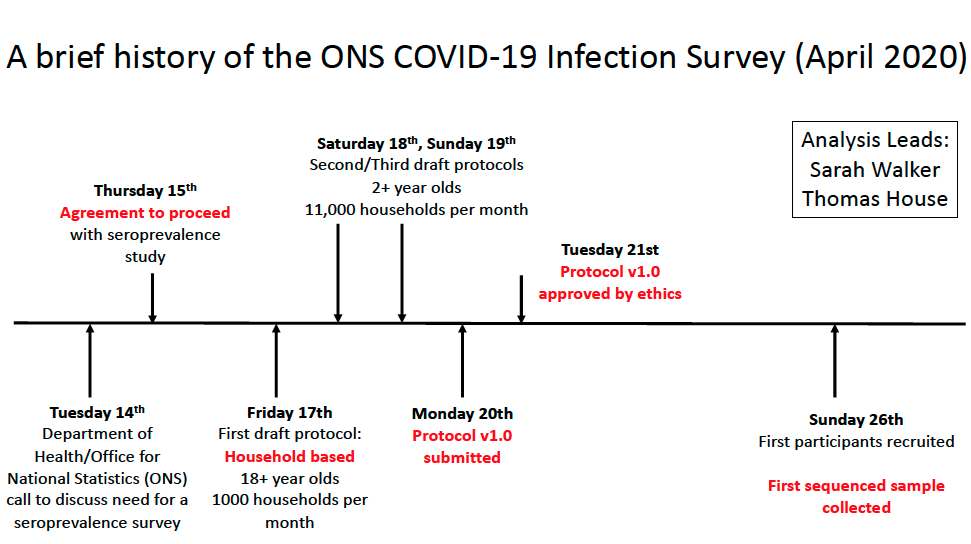 A brief history of the ONS COVID-19 Infection Survey (April 2020)
Analysis Leads:
Sarah Walker
Thomas House
Thursday 15th
Agreement to proceed
with seroprevalence
study
Saturday 18th, Sunday 19th
Second/Third draft protocols
2+ year olds
11,000 households per month
Tuesday 21st
Protocol v1.0
approved by ethics
Tuesday 14th
Department of
Health/Office for
National Statistics (ONS)
call to discuss need for a
seroprevalence survey
Friday 17th
First draft protocol:
Household based
18+ year olds
1000 households per
month
Monday 20th
Protocol v1.0
submitted
Sunday 26th
First participants recruited
First sequenced sample
collected